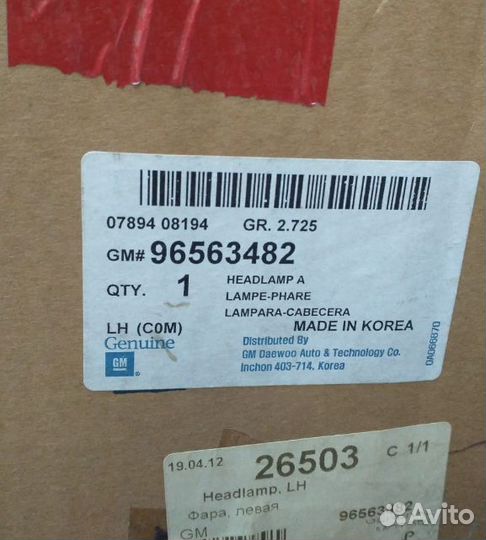 07894 08194 GR. 2.725
GM# 96563482
QTY. 1 HEADLAMP A
LAMPE-PHARE
LAMPARA-CABECERA
LH (C0M) MADE IN KOREA
Genuine Distributed By
GM GM Daewoo Auto & Technology Co.
Inchon 403-714, Korea
0A066870
19.04.12 26503 C 1/1
Headlamp, LH
Фара, левая 96563482
GM
Avito